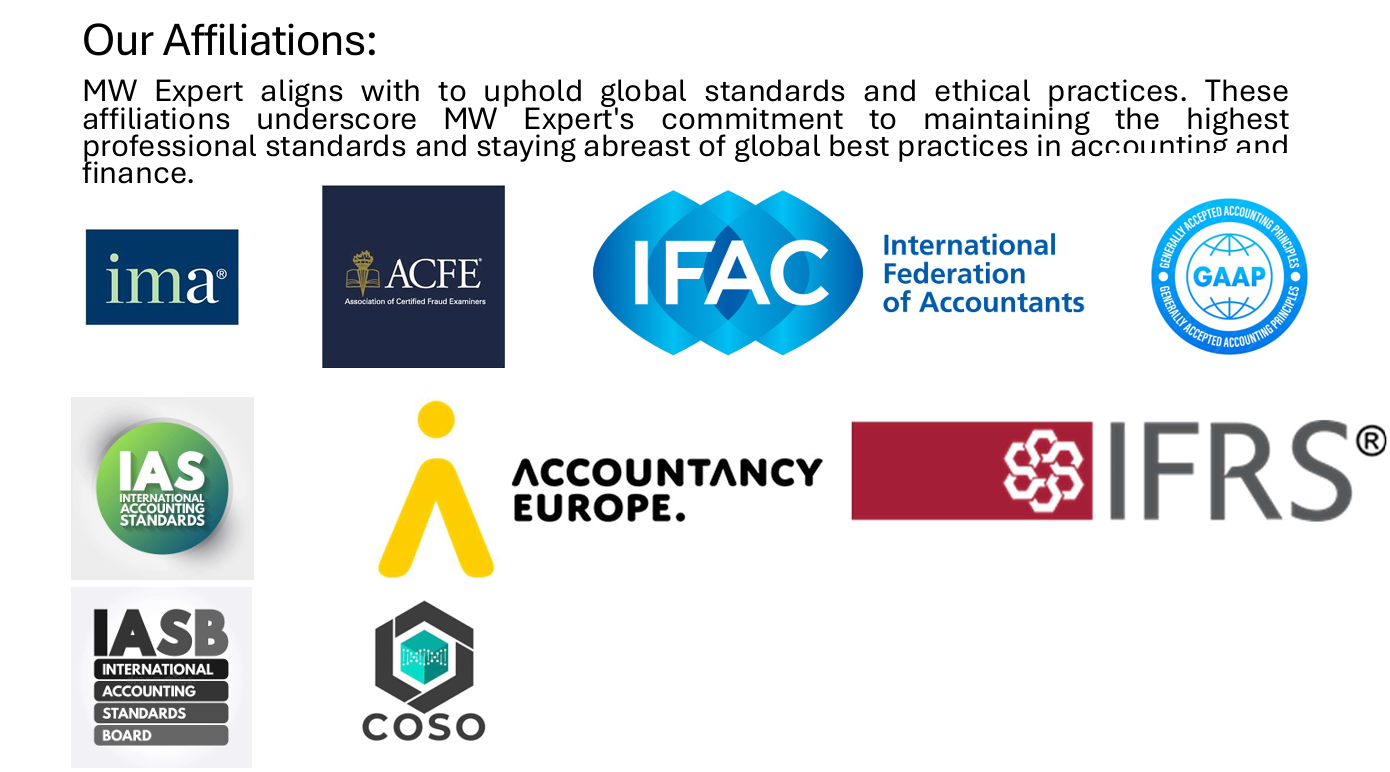 Our Affiliations:
MW Expert aligns with to uphold global standards and ethical practices. These
affiliations underscore MW Expert's commitment to maintaining the highest
professional standards and staying abreast of global best practices in accounting and
finance.
ima®
ACFE®
Association of Certified Fraud Examiners
IFAC
International
Federation
of Accountants
GENERALLY ACCEPTED ACCOUNTING PRINCIPLES
GAAP
GENERALLY ACCEPTED ACCOUNTING PRINCIPLES
IAS
INTERNATIONAL
ACCOUNTING
STANDARDS
ACCOUNTANCY
EUROPE.
IFRS®
IASB
INTERNATIONAL
ACCOUNTING
STANDARDS
BOARD
COSO